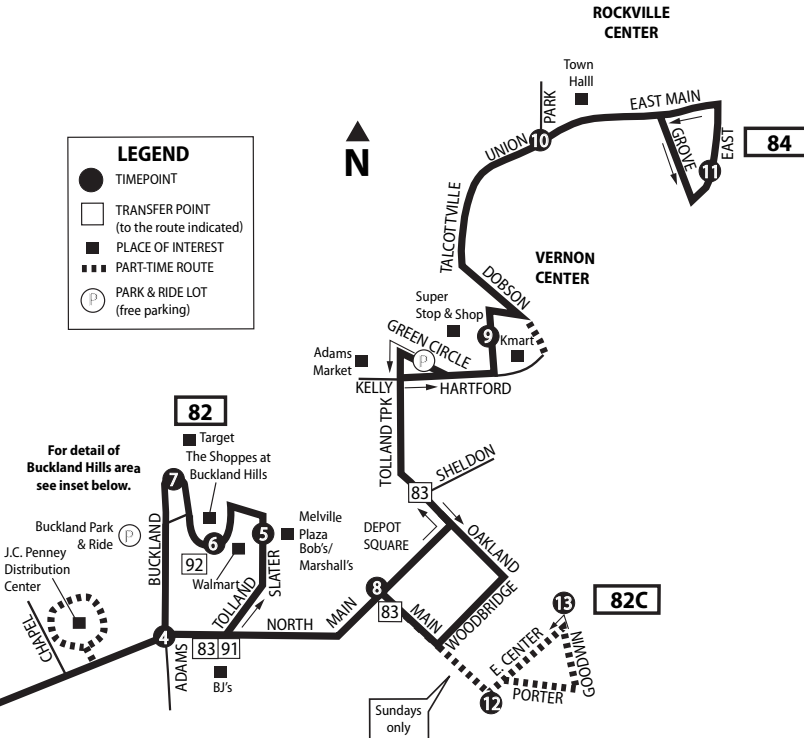 ROCKVILLE
CENTER
Town
Halll
PARK
EAST MAIN
UNION
10
GROVE
EAST
11
84
N
LEGEND
TIMEPOINT
TRANSFER POINT
(to the route indicated)
PLACE OF INTEREST
PART-TIME ROUTE
P
PARK & RIDE LOT
(free parking)
TALCOTTVILLE
VERNON
CENTER
DOBSON
Super
Stop & Shop
9
Kmart
GREEN CIRCLE
P
Adams
Market
KELLY
HARTFORD
TOLLAND TPK
SHELDON
83
82
Target
The Shoppes at
Buckland Hills
For detail of
Buckland Hills area
see inset below.
7
Buckland Park
& Ride
P
BUCKLAND
6
92
Walmart
5
Melville
Plaza
Bob's/
Marshall's
SLATER
TOLLAND
J.C. Penney
Distribution
Center
CHAPEL
4
ADAMS
83
91
BJ's
NORTH
MAIN
DEPOT
SQUARE
OAKLAND
8
83
MAIN
WOODBRIDGE
13
82C
E. CENTER
GOODWIN
PORTER
12
Sundays
only